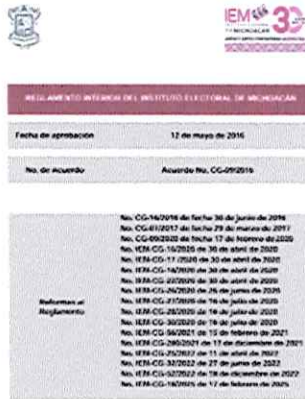 IEM 30
MICHOACÁN
REGLAMENTO INTERIOR DEL INSTITUTO ELECTORAL DE MICHOACÁN
Fecha de aprobación
12 de mayo de 2016
No. de Acuerdo
Acuerdo No. CG-09/2016
Reformas al
Reglamento
No. CG-16/2016 de fecha 30 de junio de 2016
No. CG-07/2017 de fecha 29 de marzo de 2017
No. CG-09/2020 de fecha 17 de febrero de 2020
No. IEM-CG-16/2020 de 30 de abril de 2020
No. IEM-CG-17/2020 de 30 de abril de 2020
No. IEM-CG-18/2020 de 30 de abril de 2020
No. IEM-CG-22/2020 de 30 de abril de 2020
No. IEM-CG-26/2020 de 26 de junio de 2020
No. IEM-CG-27/2020 de 16 de julio de 2020
No. IEM-CG-28/2020 de 16 de julio de 2020
No. IEM-CG-30/2020 de 16 de julio de 2020
No. IEM-CG-56/2021 de 15 de febrero de 2021
No. IEM-CG-280/2021 de 17 de diciembre de 2021
No. IEM-CG-25/2022 de 11 de abril de 2022
No. IEM-CG-32/2022 de 27 de junio de 2022
No. IEM-CG-52/2022 de 18 de diciembre de 2022
No. IEM-CG-18/2025 de 17 de febrero de 2025